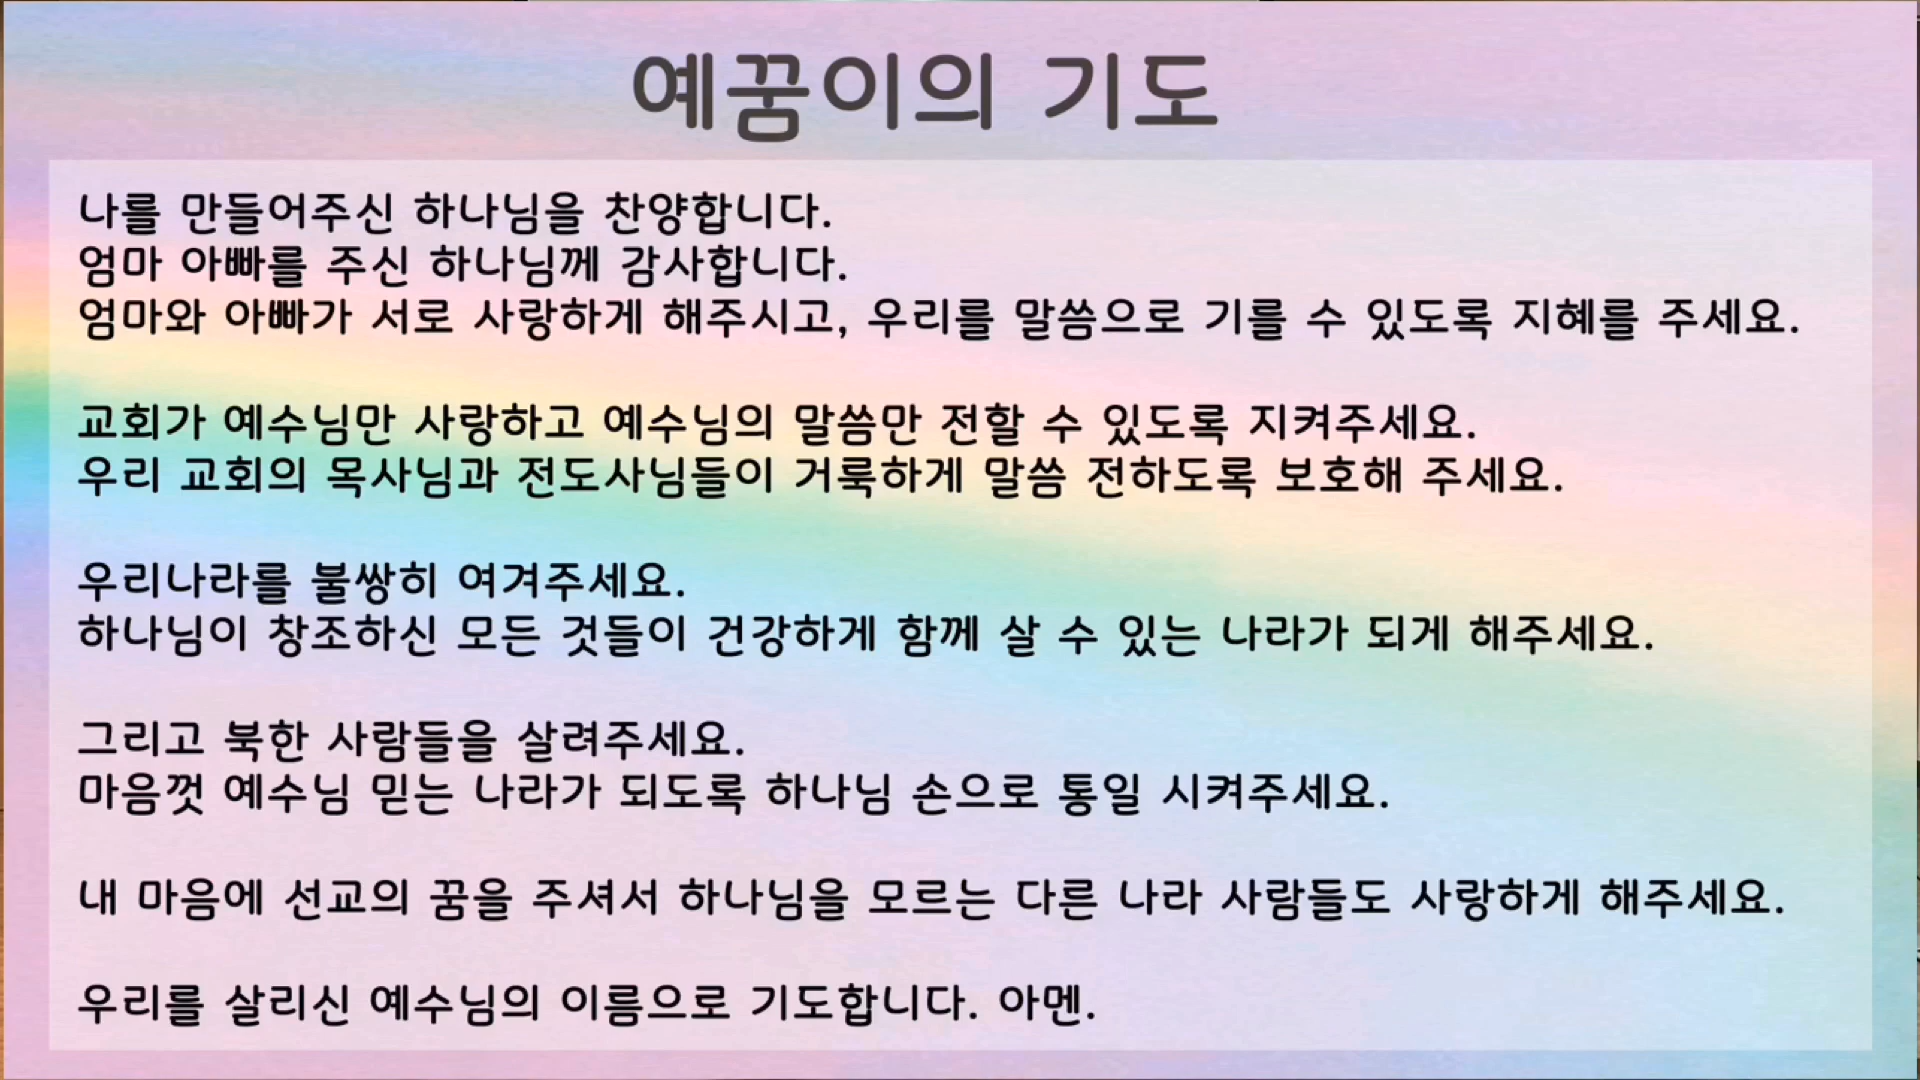 예꿈이의 기도
나를 만들어주신 하나님을 찬양합니다.
엄마 아빠를 주신 하나님께 감사합니다.
엄마와 아빠가 서로 사랑하게 해주시고, 우리를 말씀으로 기를 수 있도록 지혜를 주세요.
교회가 예수님만 사랑하고 예수님의 말씀만 전할 수 있도록 지켜주세요.
우리 교회의 목사님과 전도사님들이 거룩하게 말씀 전하도록 보호해 주세요.
우리나라를 불쌍히 여겨주세요.
하나님이 창조하신 모든 것들이 건강하게 함께 살 수 있는 나라가 되게 해주세요.
그리고 북한 사람들을 살려주세요.
마음껏 예수님 믿는 나라가 되도록 하나님 손으로 통일 시켜주세요.
내 마음에 선교의 꿈을 주셔서 하나님을 모르는 다른 나라 사람들도 사랑하게 해주세요.
우리를 살리신 예수님의 이름으로 기도합니다. 아멘.